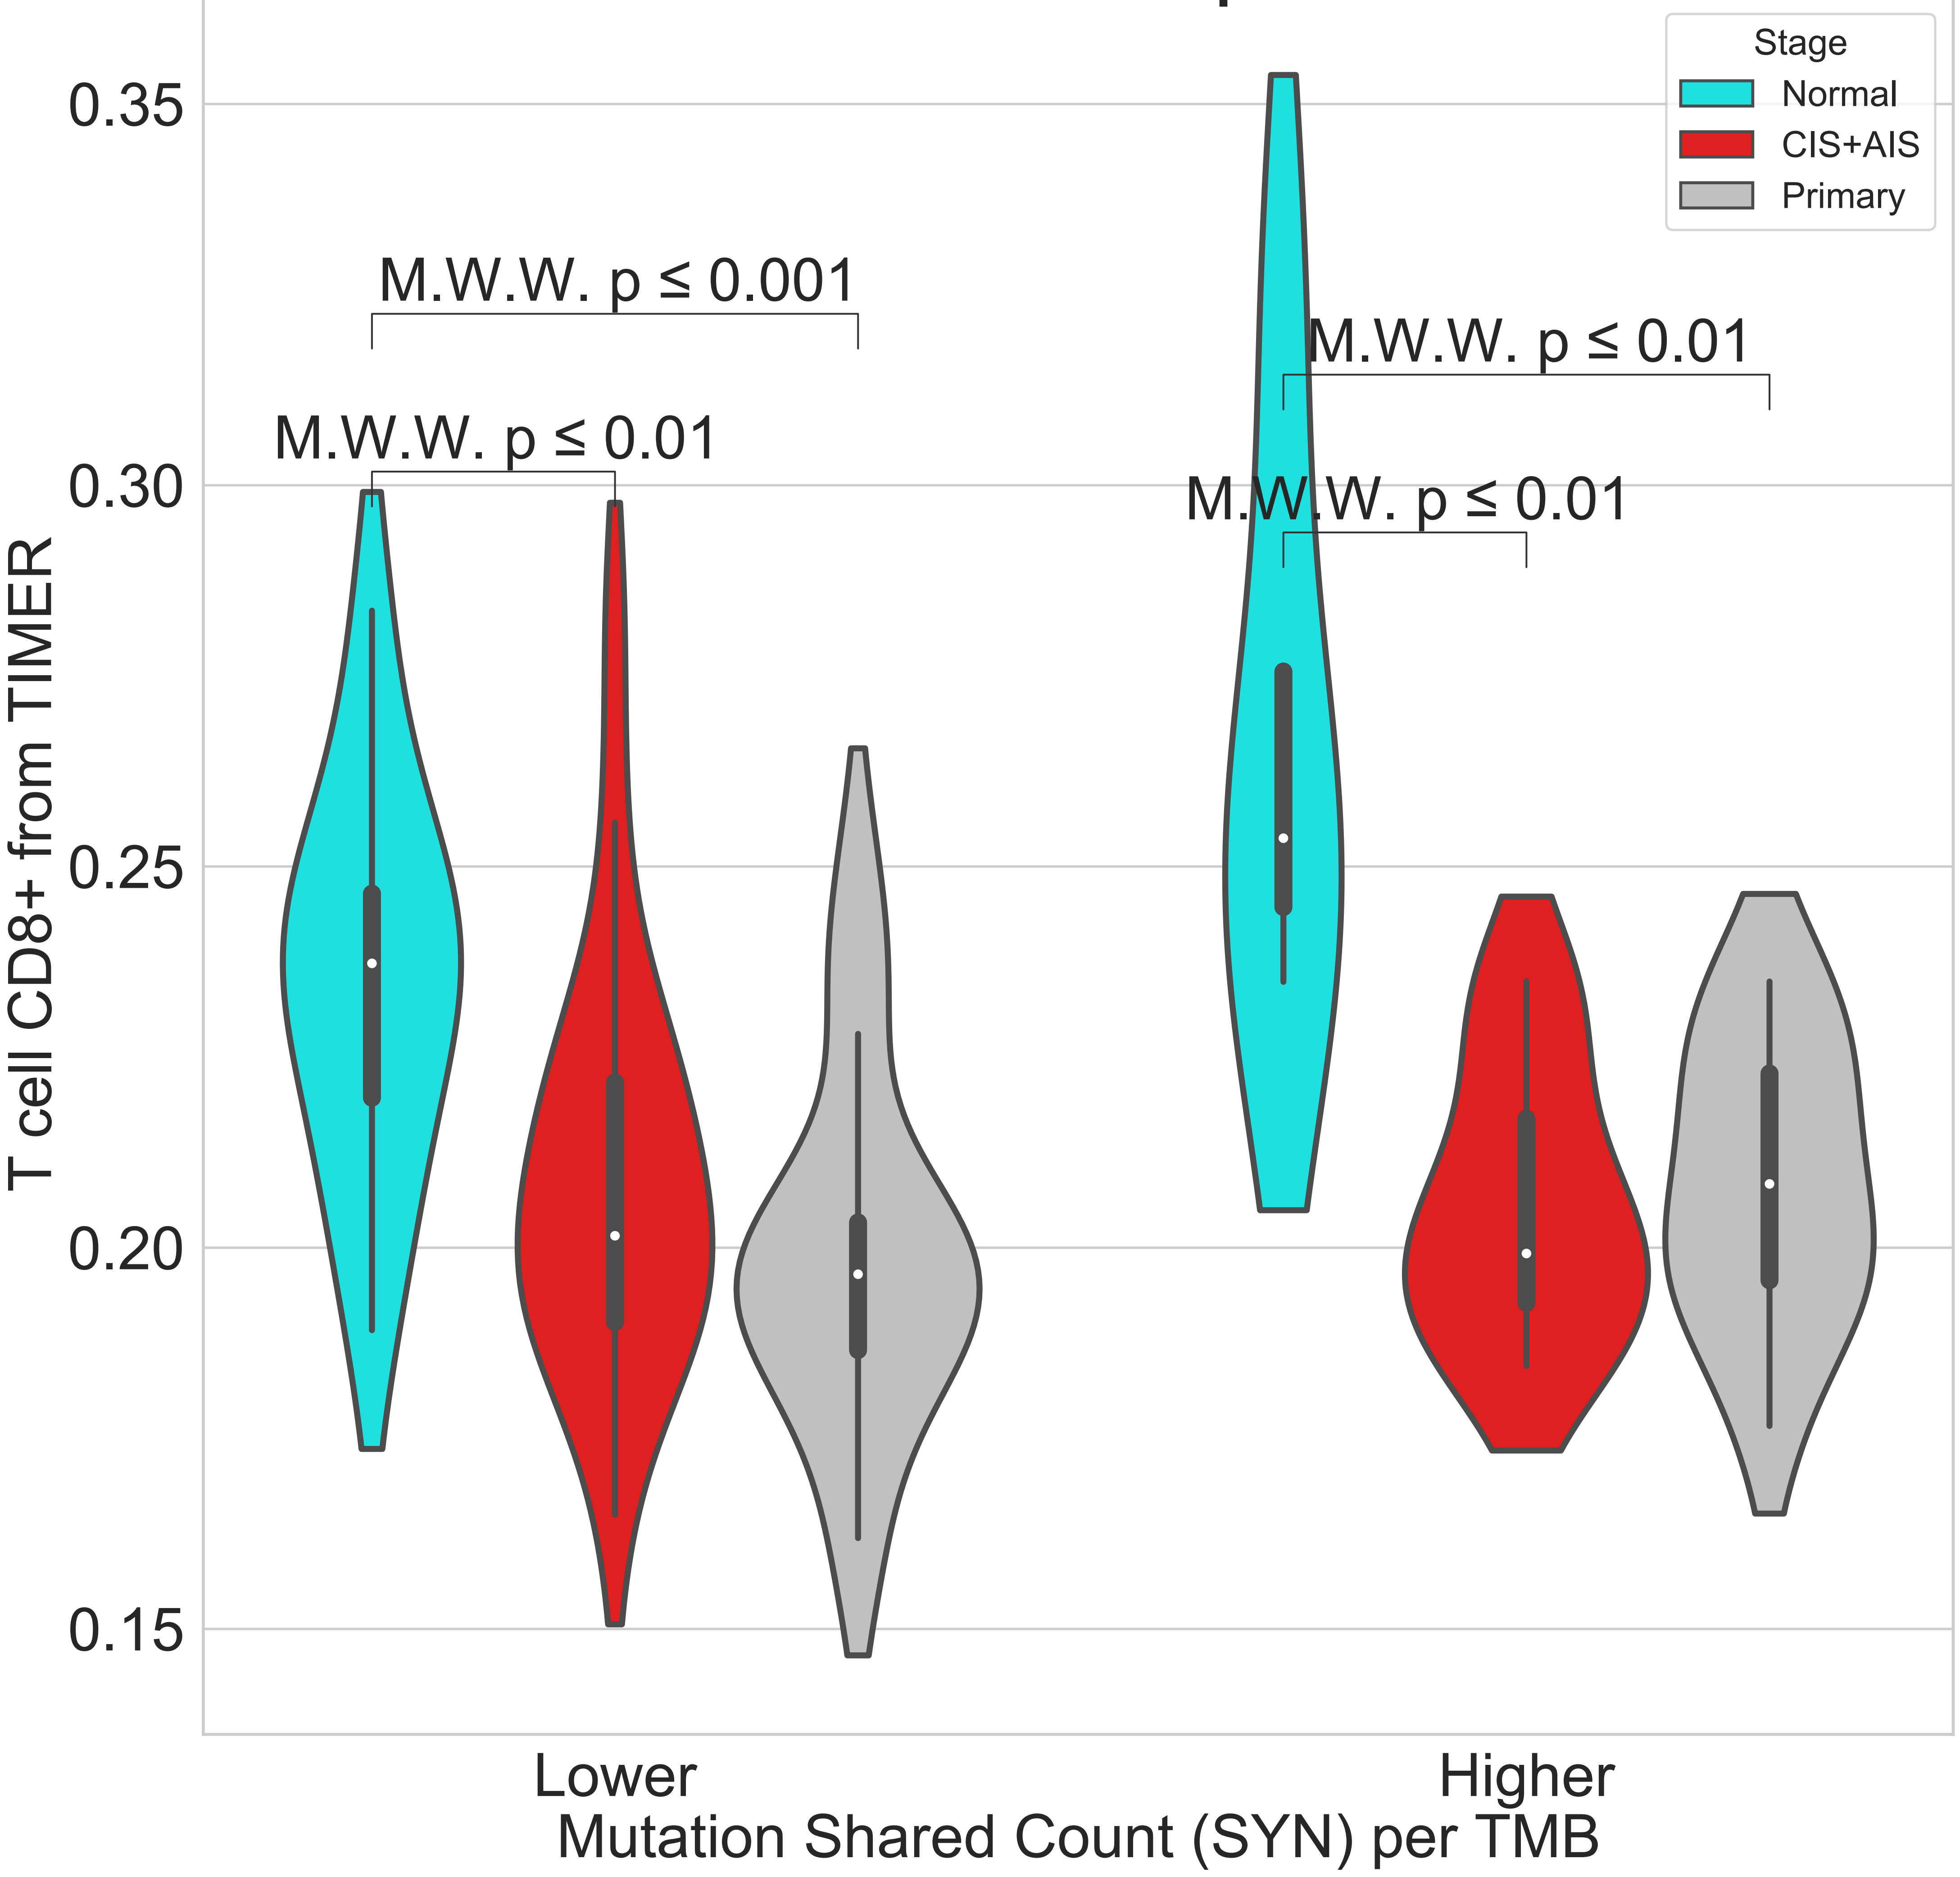 Stage
Normal
CIS+AIS
Primary
0.35
0.30
0.25
0.20
0.15
T cell CD8+ from TIMER
M.W.W. p ≤ 0.001
M.W.W. p ≤ 0.01
M.W.W. p ≤ 0.01
M.W.W. p ≤ 0.01
Lower
Higher
Mutation Shared Count (SYN) per TMB